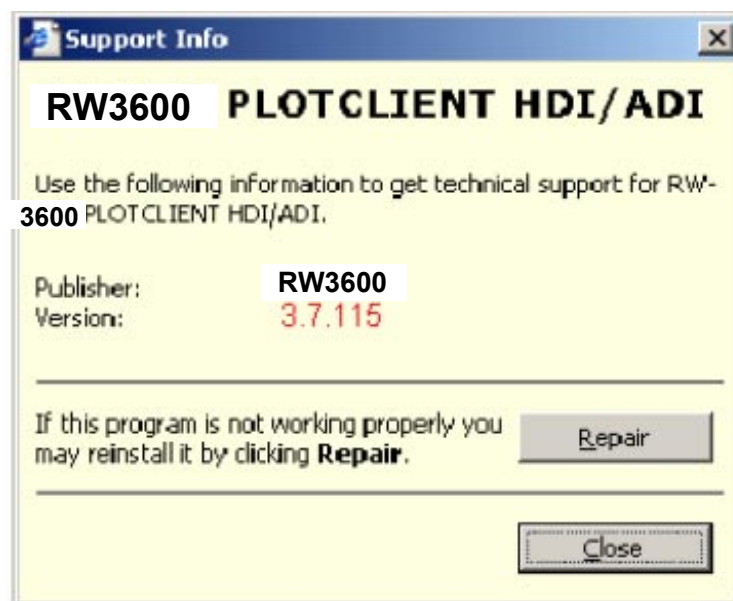 Support Info
RW3600 PLOTCLIENT HDI/ADI
Use the following information to get technical support for RW-
3600 PLOTCLIENT HDI/ADI.
Publisher: RW3600
Version: 3.7.115
If this program is not working properly you
may reinstall it by clicking Repair.
Repair
Close